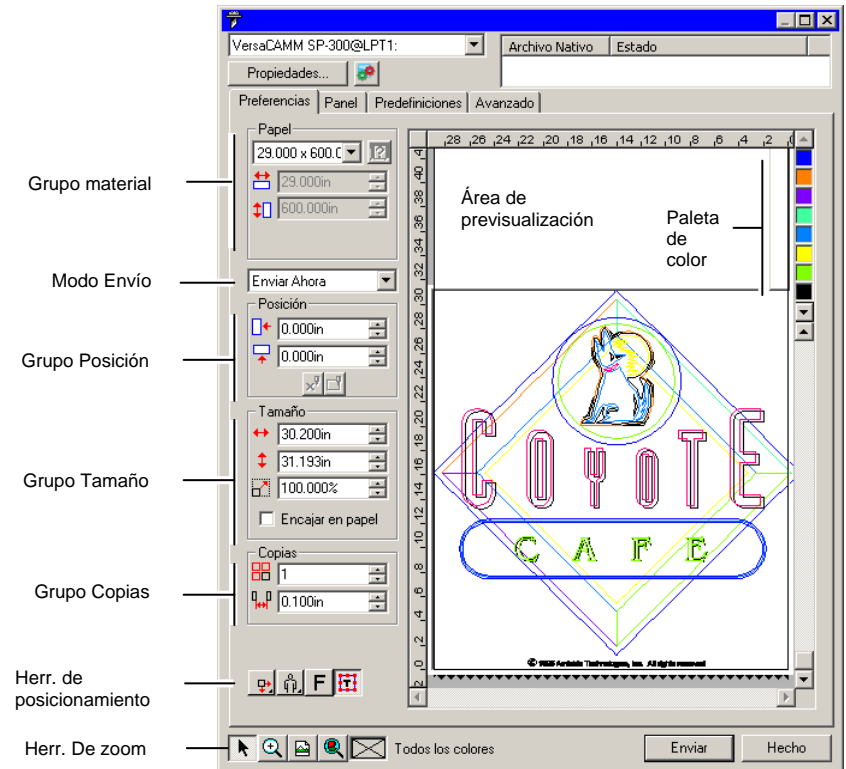 VersaCAMM SP-300@LPT1:
Archivo Nativo Estado
Propiedades...
Preferencias Panel Predefiniciones Avanzado
Papel
29.000 x 600.0
29.000in
600.000in
Grupo material
Modo Envío
Enviar Ahora
Posición
0.000in
0.000in
Grupo Posición
Tamaño
30.200in
31.193in
100.000%
Encajar en papel
Grupo Tamaño
Copias
1
0.100in
Grupo Copias
Herr. de
posicionamiento
F
T
Herr. De zoom
Todos los colores
Enviar Hecho
28 26 24 22 20 18 16 14 12 10 8 6 4 2 0
40
38
36
34
32
30
28
26
24
22
20
18
16
14
12
10
8
6
4
2
0
2
Área de
previsualización
Paleta
de
color
COYOTE
CAFE
All rights reserved